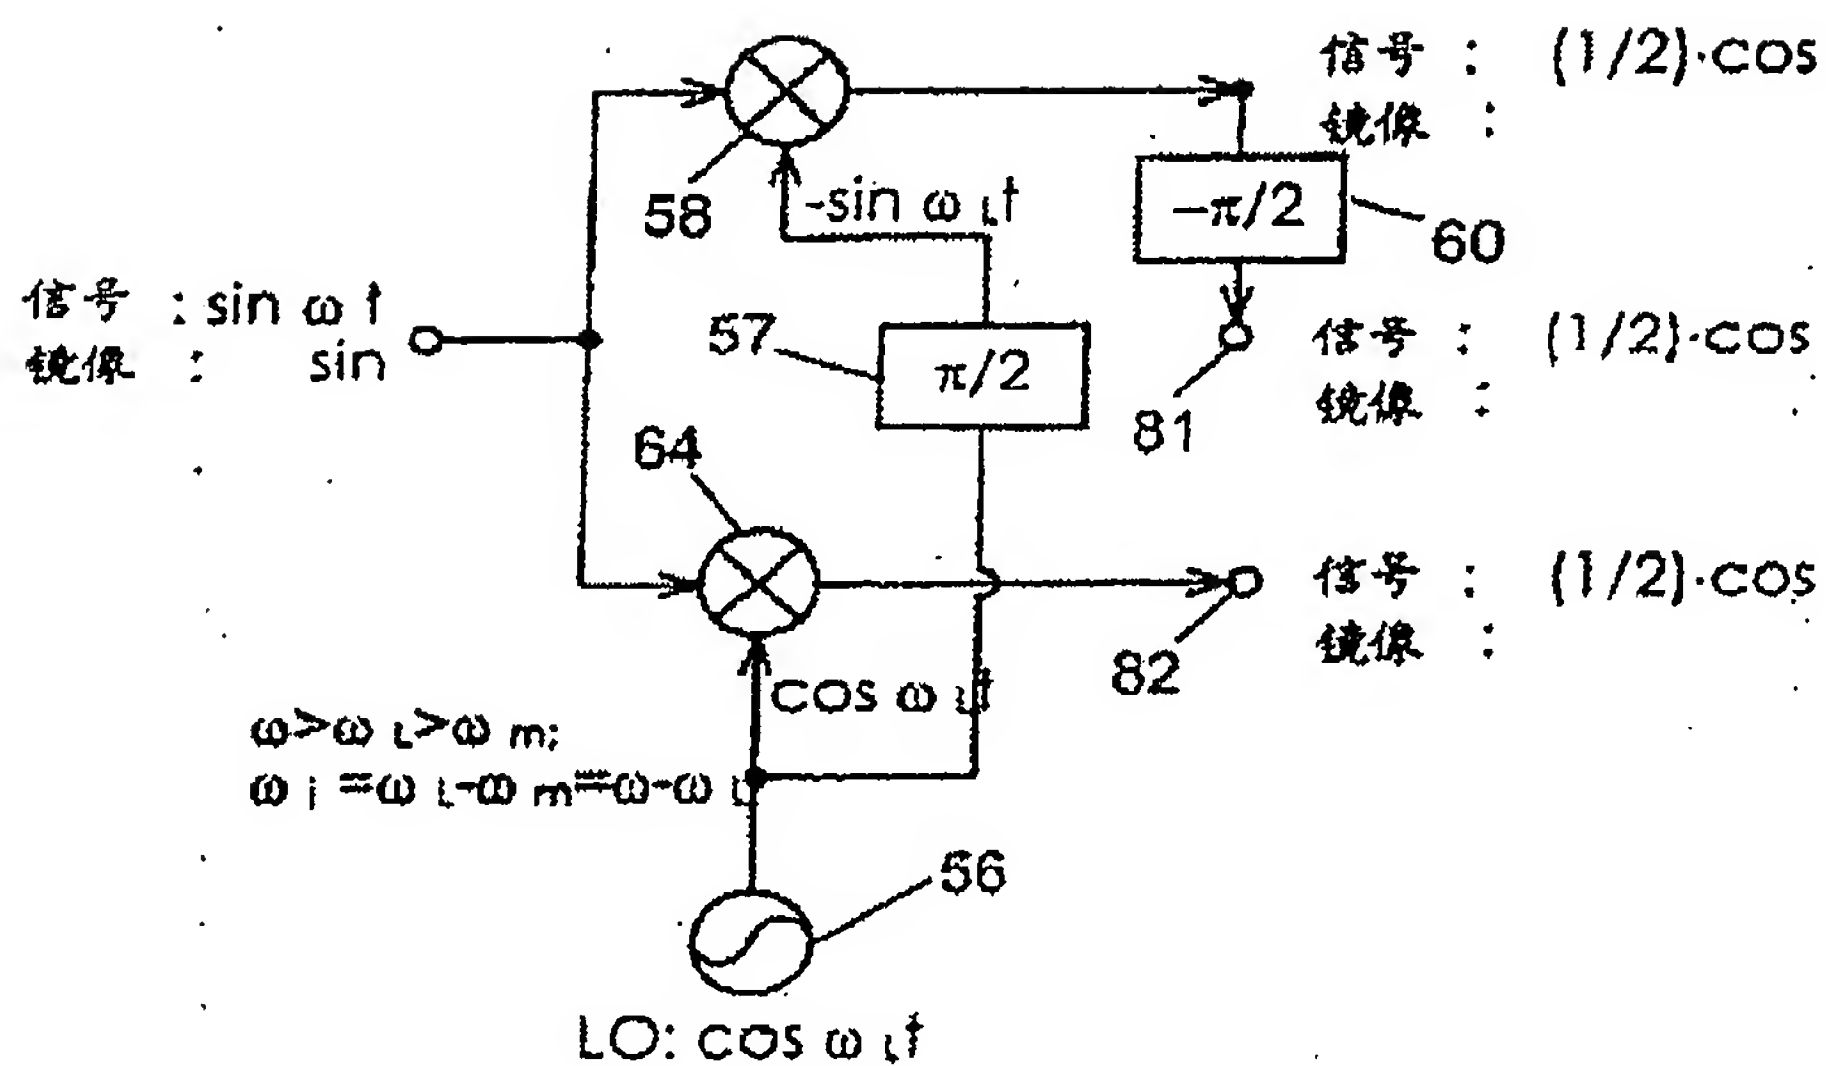 信号 : (1/2)·cos
镜像 :
58
-sin ω Lt
−π/2
60
信号 : sin ω t
镜像 : sin
57
π/2
81
信号 : (1/2)·cos
镜像 :
64
82
信号 : (1/2)·cos
镜像 :
cos ω Lt
ω>ω L>ω m;
ω i =ω L-ω m=ω-ω L
56
LO: cos ω Lt